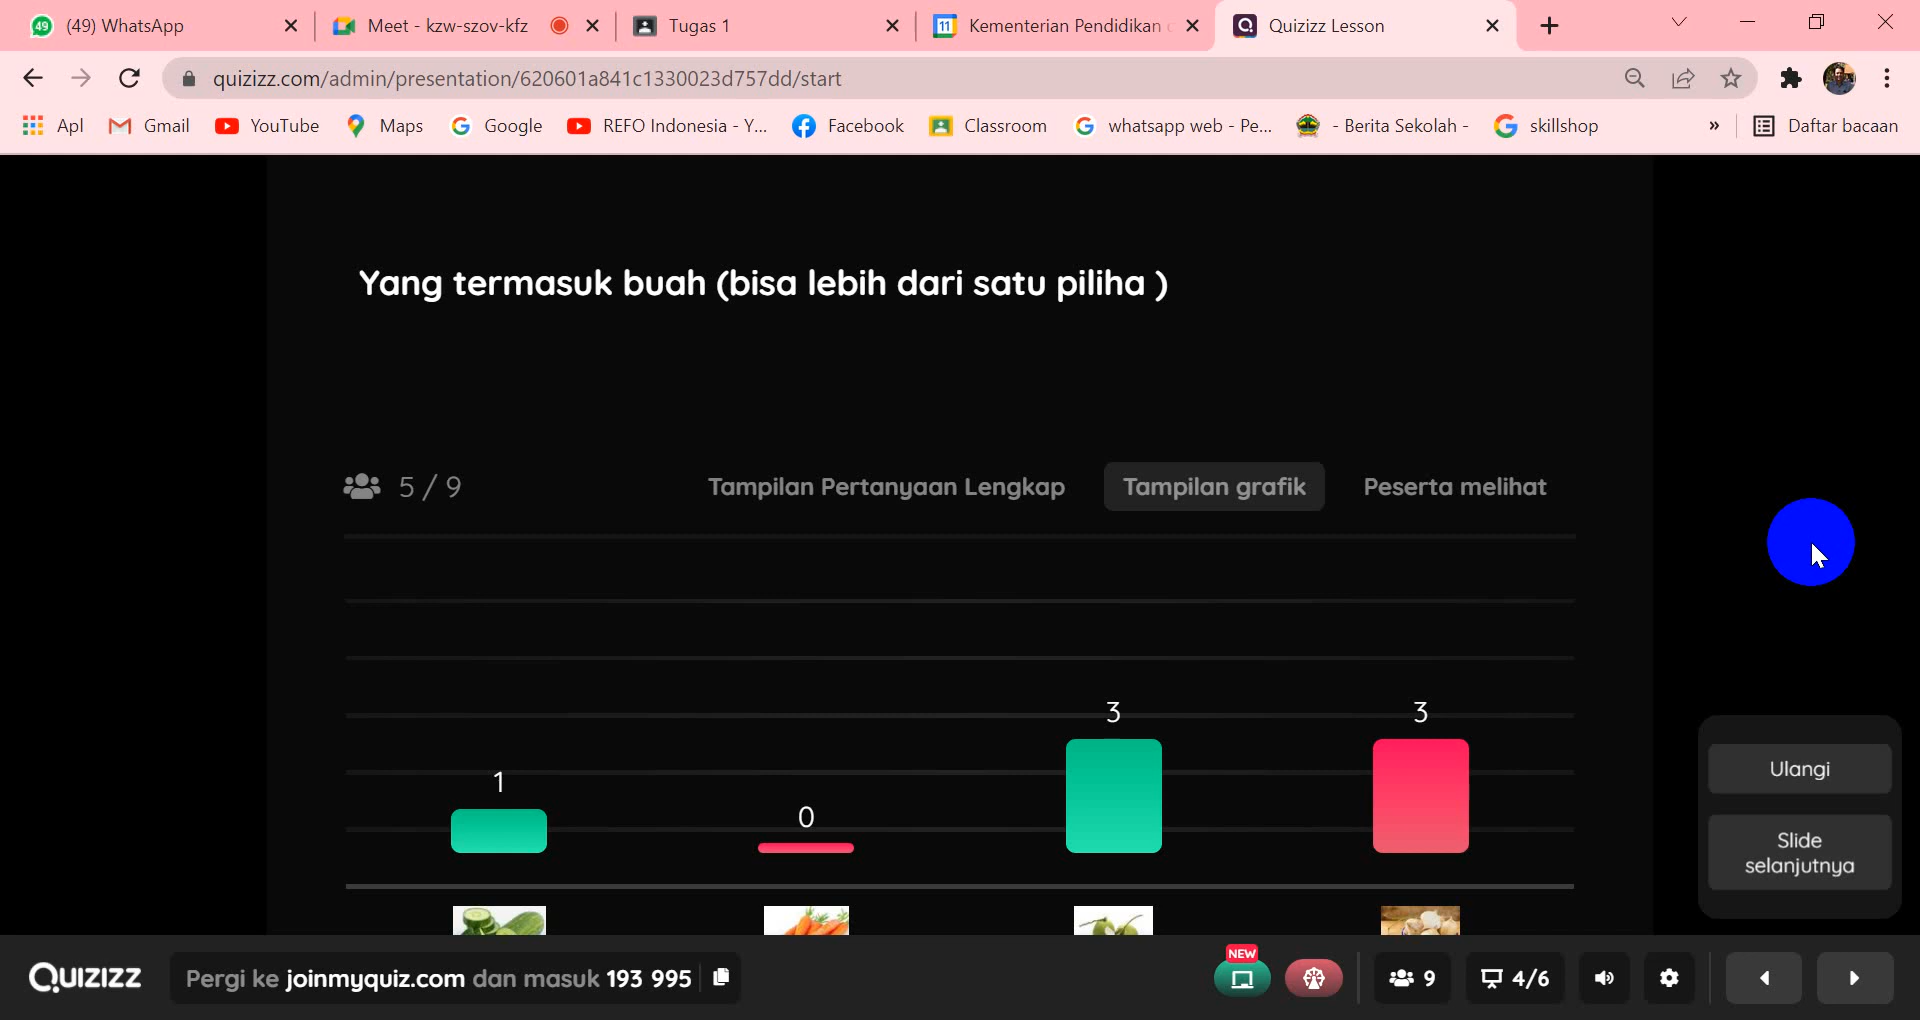 49 (49) WhatsApp
Meet - kzw-szov-kfz
Tugas 1
11 Kementerian Pendidikan
Quizizz Lesson
quizizz.com/admin/presentation/620601a841c1330023d757dd/start
Apl
Gmail
YouTube
Maps
Google
REFO Indonesia - Y...
Facebook
Classroom
whatsapp web - Pe...
- Berita Sekolah -
skillshop
»
Daftar bacaan
Yang termasuk buah (bisa lebih dari satu piliha )
5 / 9
Tampilan Pertanyaan Lengkap
Tampilan grafik
Peserta melihat
1
0
3
3
Ulangi
Slide
selanjutnya
QUIZIZZ
Pergi ke joinmyquiz.com dan masuk 193 995
NEW
9
4/6